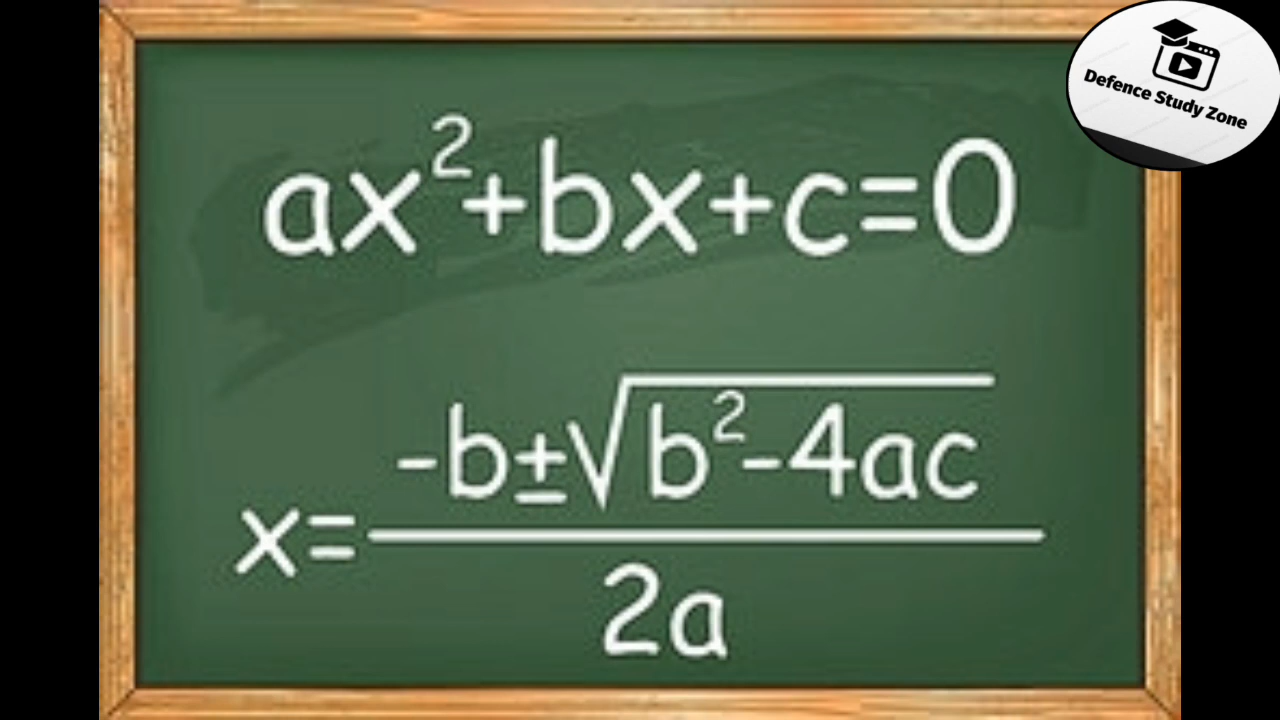 Defence Study Zone
ax²+bx+c=0
x= -b±√b²-4ac
2a